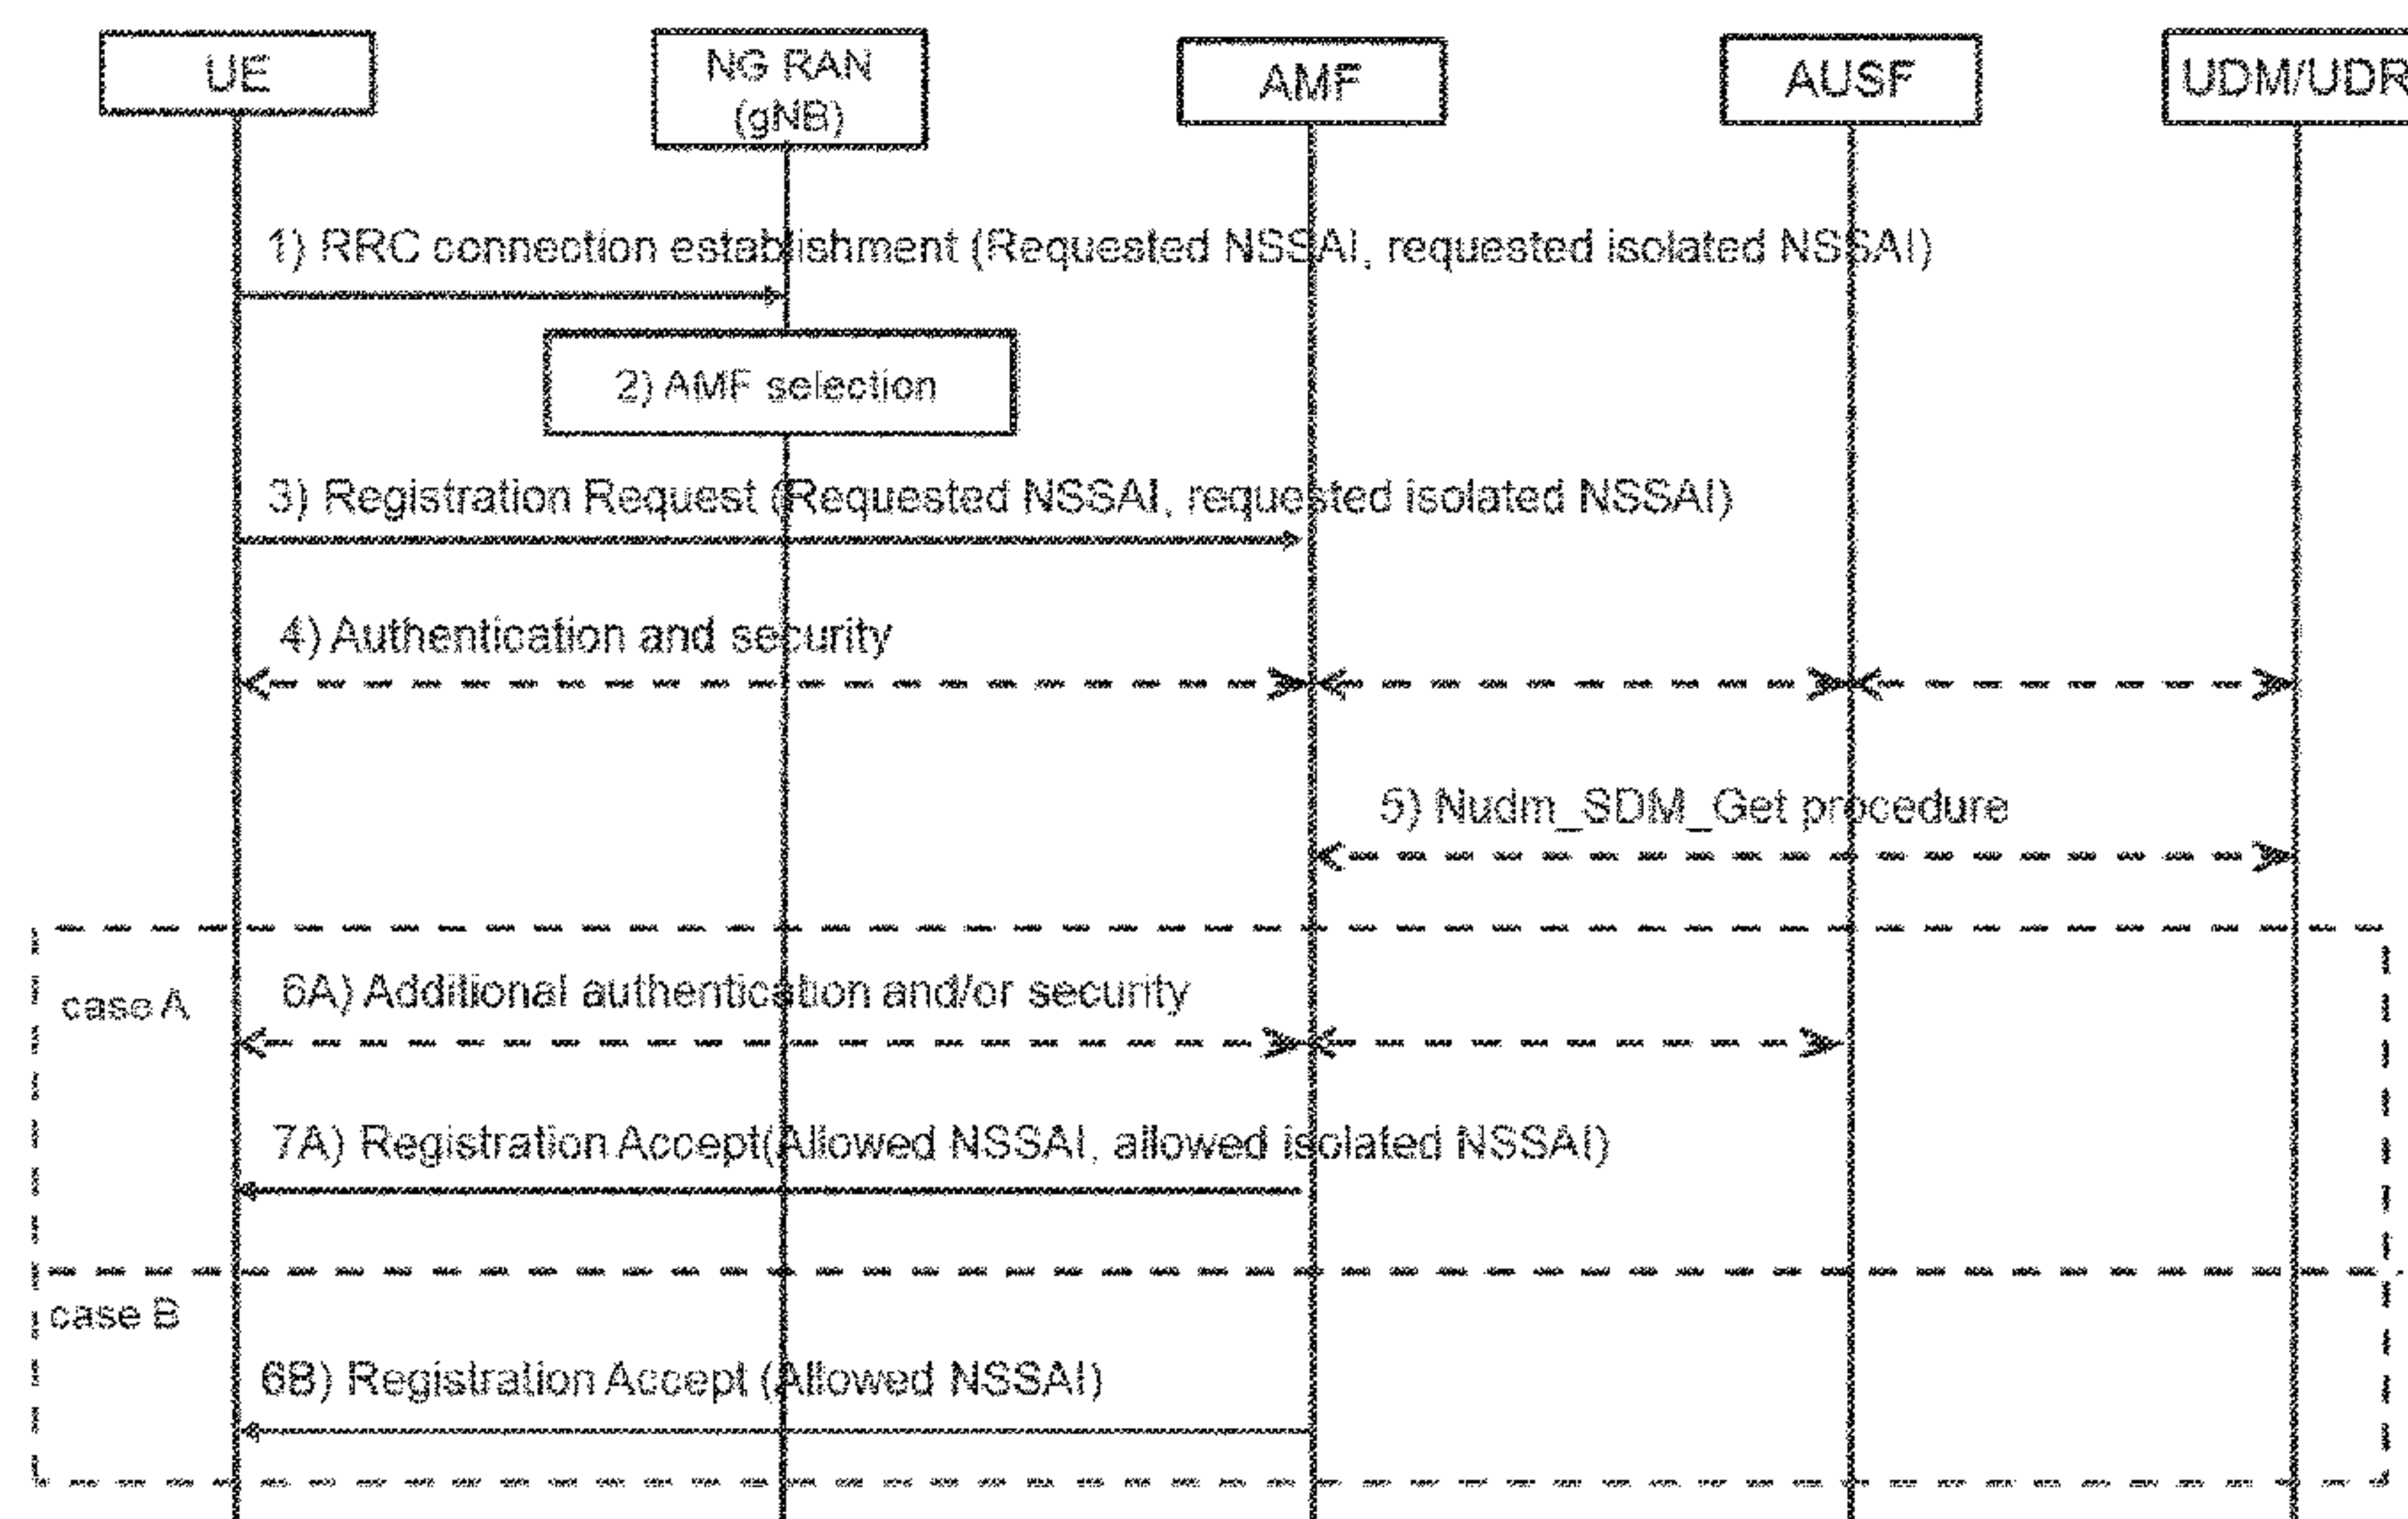 UE
NG RAN
(gNB)
AMF
AUSF
UDM/UDR
1) RRC connection establishment (Requested NSSAI, requested isolated NSSAI)
2) AMF selection
3) Registration Request (Requested NSSAI, requested isolated NSSAI)
4) Authentication and security
5) Nudm_SDM_Get procedure
case A
6A) Additional authentication and/or security
7A) Registration Accept(Allowed NSSAI, allowed isolated NSSAI)
case B
6B) Registration Accept (Allowed NSSAI)